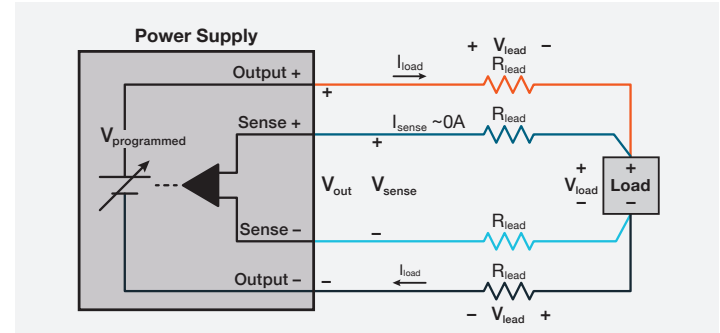 Power Supply
+ Vlead −
Output +
Iload
Rlead
+
Sense +
Isense ~0A
Rlead
+
Vprogrammed
Vout
Vsense
+
Vload
−
+
Load
−
Sense −
−
Rlead
Output −
−
Iload
Rlead
− Vlead +